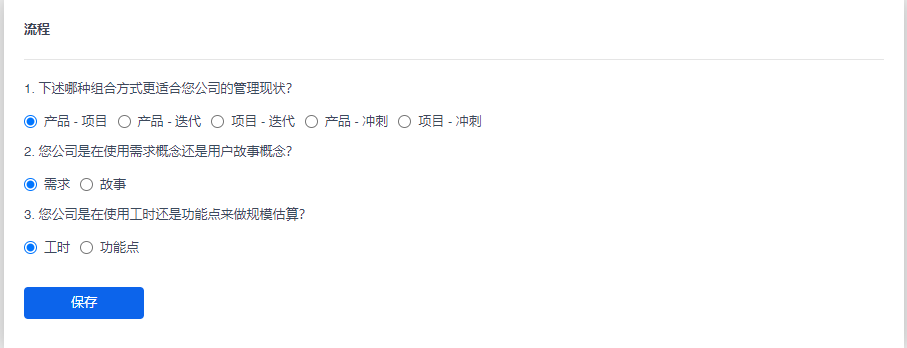 流程
1. 下述哪种组合方式更适合您公司的管理现状?
产品 - 项目 产品 - 迭代 项目 - 迭代 产品 - 冲刺 项目 - 冲刺
2. 您公司是在使用需求概念还是用户故事概念?
需求 故事
3. 您公司是在使用工时还是功能点来做规模估算?
工时 功能点
保存